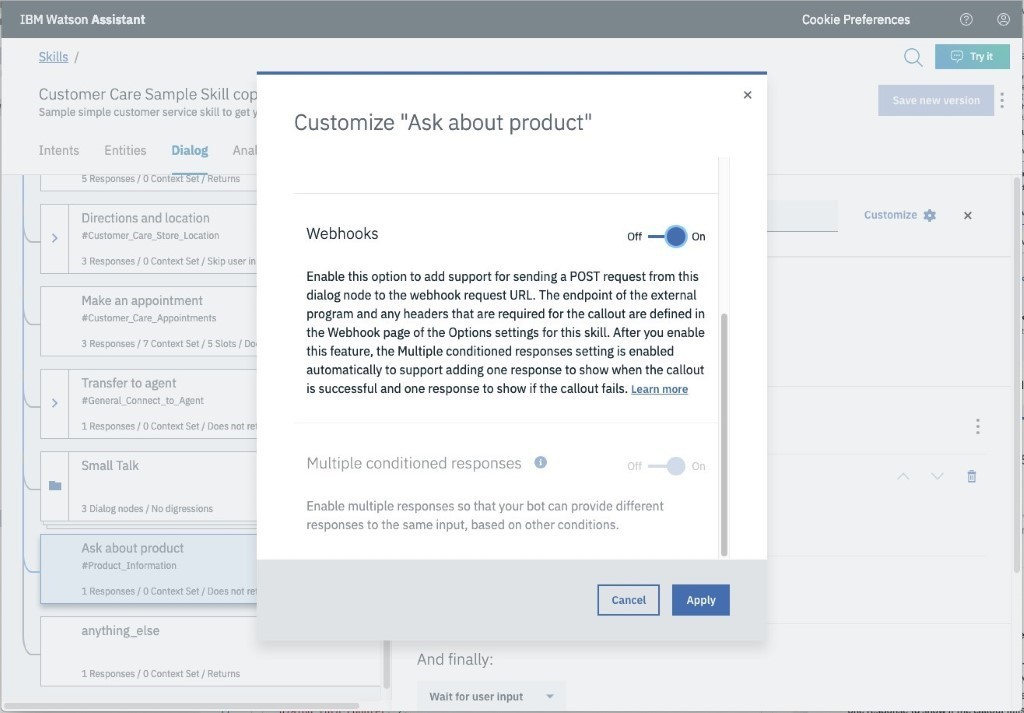 IBM Watson Assistant
Cookie Preferences
Skills /
Try it
Customer Care Sample Skill cop
Sample simple customer service skill to get y
Save new version
Intents Entities Dialog Anal
5 Responses / 0 Context Set / Returns
Directions and location
#Customer_Care_Store_Location
3 Responses / 0 Context Set / Skip user in
Make an appointment
#Customer_Care_Appointments
3 Responses / 7 Context Set / 5 Slots / Do
Transfer to agent
#General_Connect_to_Agent
1 Responses / 0 Context Set / Does not ret
Small Talk
3 Dialog nodes / No digressions
Ask about product
#Product_Information
1 Responses / 0 Context Set / Does not ret
anything_else
1 Responses / 0 Context Set / Returns
Customize "Ask about product"
Webhooks
Off On
Enable this option to add support for sending a POST request from this
dialog node to the webhook request URL. The endpoint of the external
program and any headers that are required for the callout are defined in
the Webhook page of the Options settings for this skill. After you enable
this feature, the Multiple conditioned responses setting is enabled
automatically to support adding one response to show when the callout
is successful and one response to show if the callout fails. Learn more
Multiple conditioned responses
Off On
Enable multiple responses so that your bot can provide different
responses to the same input, based on other conditions.
Cancel Apply
Customize
And finally:
Wait for user input